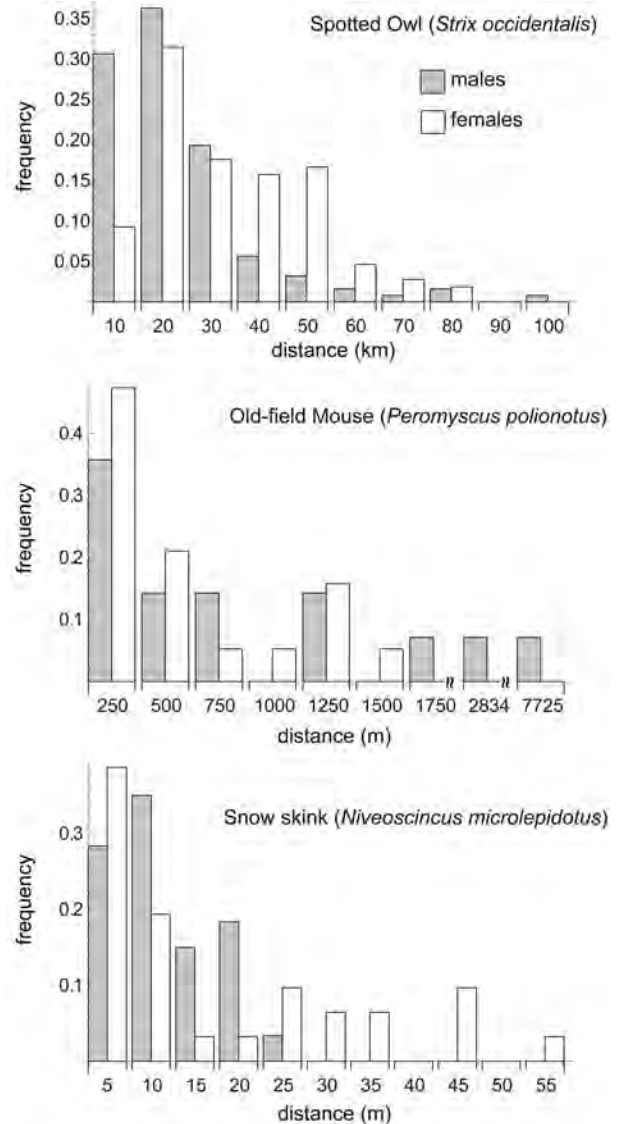 Spotted Owl (Strix occidentalis)
males
females
frequency
0.35
0.30
0.25
0.20
0.15
0.10
0.05
10 20 30 40 50 60 70 80 90 100
distance (km)
Old-field Mouse (Peromyscus polionotus)
frequency
0.4
0.3
0.2
0.1
250 500 750 1000 1250 1500 1750 2834 7725
distance (m)
Snow skink (Niveoscincus microlepidotus)
frequency
0.3
0.2
0.1
5 10 15 20 25 30 35 40 45 50 55
distance (m)